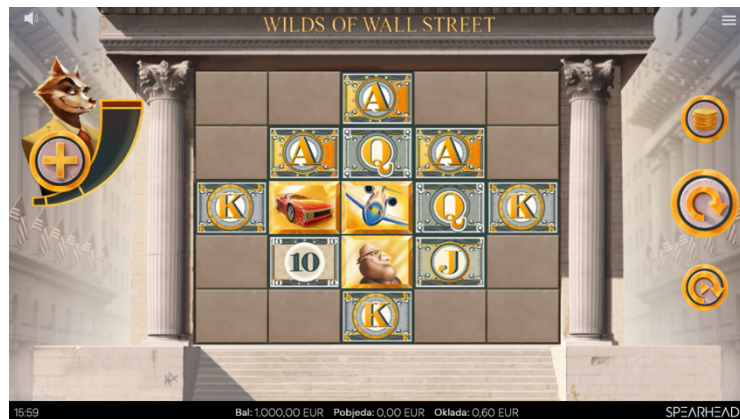 WILDS OF WALL STREET
A
A Q A
K Q K
10 J
K
15:59 Bal: 1.000,00 EUR Pobjeda: 0,00 EUR Oklada: 0,60 EUR SPEARHEAD